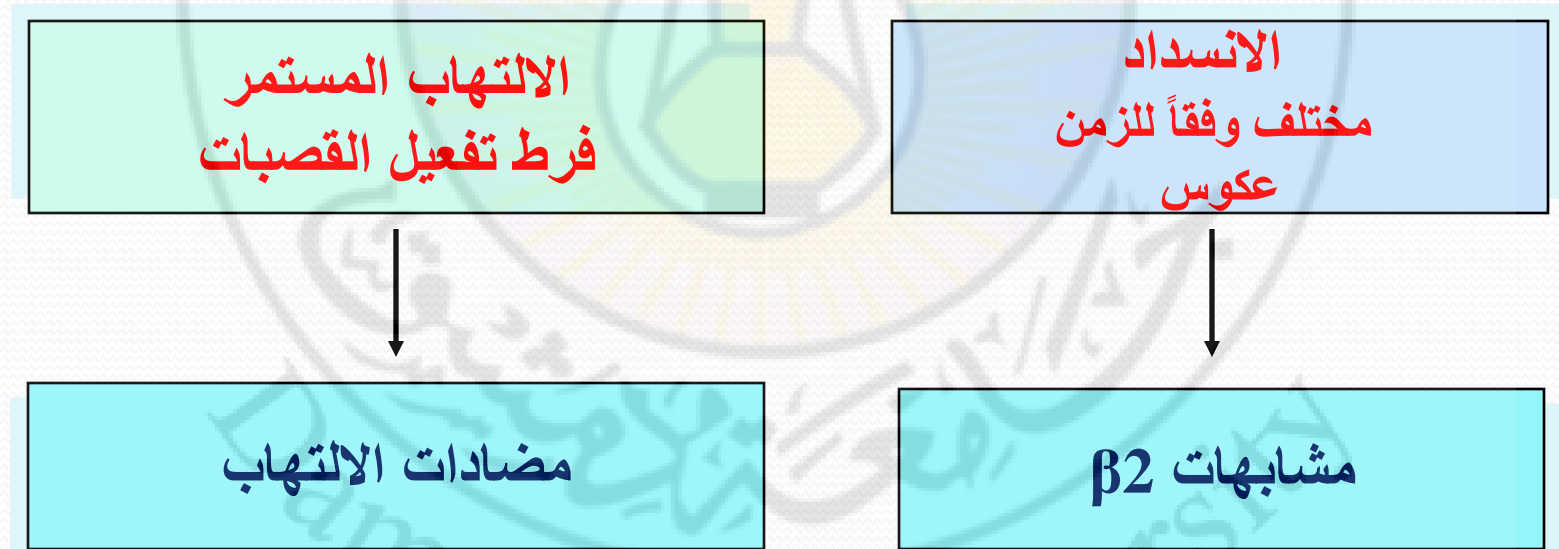 الانسداد
مختلف وفقاً للزمن
عكوس
الالتهاب المستمر
فرط تفعيل القصبات
مشابهات β2
مضادات الالتهاب